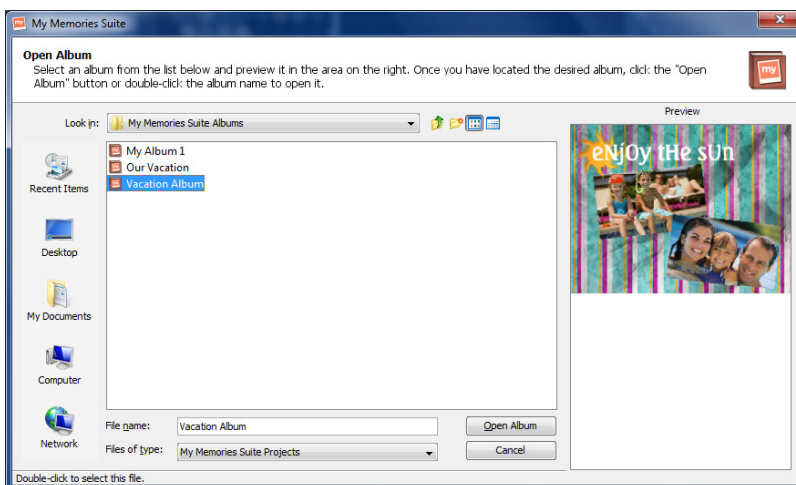 My Memories Suite
Open Album
Select an album from the list below and preview it in the area on the right. Once you have located the desired album, click the "Open
Album" button or double-click the album name to open it.
my
Look in:
My Memories Suite Albums
Preview
Recent Items
Desktop
My Documents
Computer
Network
My Album 1
Our Vacation
Vacation Album
eNjOy tHe sUn
File name:
Vacation Album
Open Album
Files of type:
My Memories Suite Projects
Cancel
Double-click to select this file.